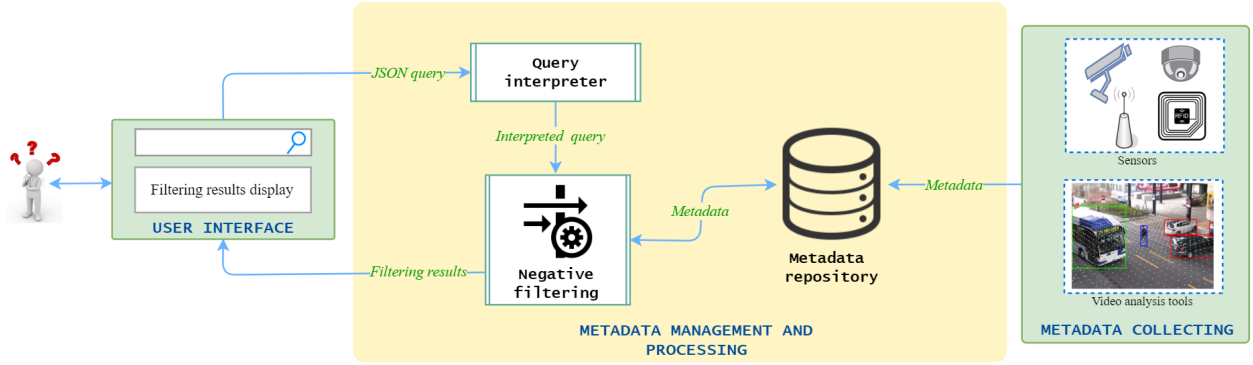 JSON query
Query
interpreter
Interpreted query
Filtering results display
USER INTERFACE
Filtering results
Negative
filtering
Metadata
Metadata
repository
METADATA MANAGEMENT AND
PROCESSING
Metadata
RFID
Sensors
Video analysis tools
METADATA COLLECTING